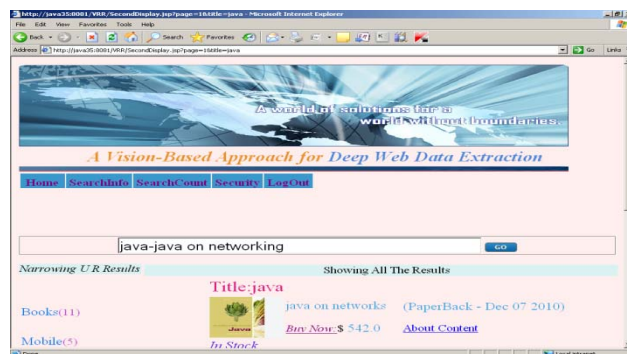 http://java35:8081/VRR/SecondDisplay.jsp?page=1&title=java - Microsoft Internet Explorer
File Edit View Favorites Tools Help
Back Search Favorites
Address http://java35:8081/VRR/SecondDisplay.jsp?page=1&title=java Go Links
A world of solutions for a
world without boundaries.
A Vision-Based Approach for Deep Web Data Extraction
Home SearchInfo SearchCount Security LogOut
java-java on networking GO
Narrowing U R Results Showing All The Results
Title:java
Books(11) java on networks (PaperBack - Dec 07 2010)
Java Buy Now:$ 542.0 About Content
Mobile(5) In Stock
Done Local intranet